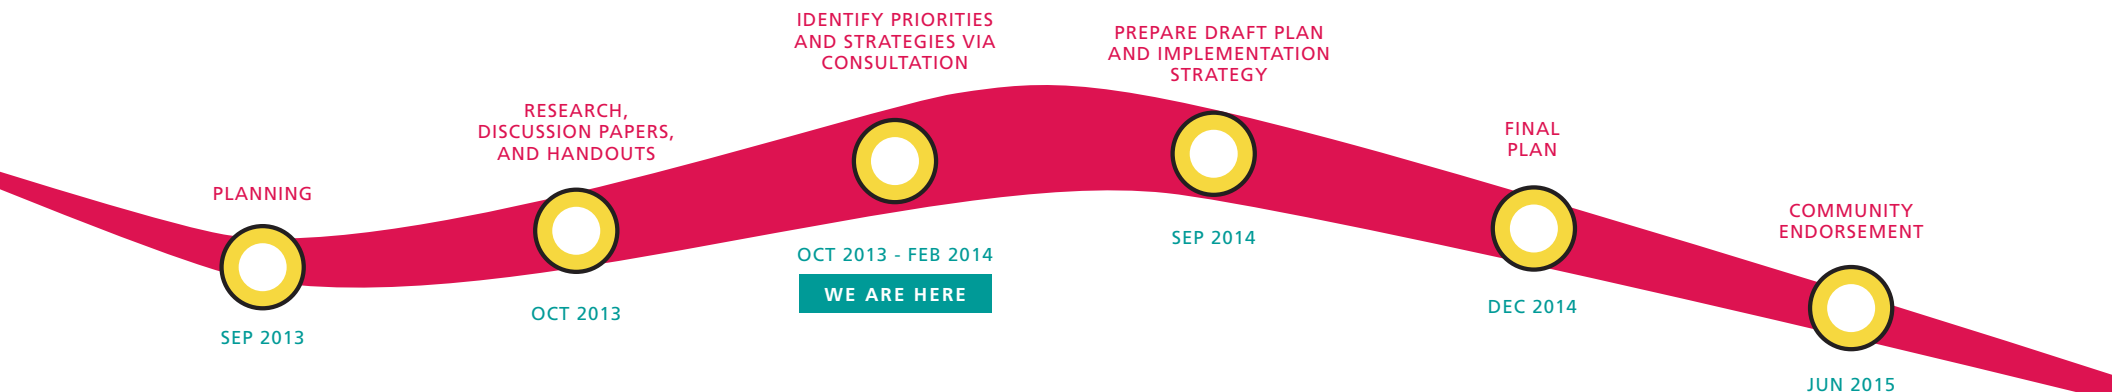 PLANNING
SEP 2013
RESEARCH,
DISCUSSION PAPERS,
AND HANDOUTS
OCT 2013
IDENTIFY PRIORITIES
AND STRATEGIES VIA
CONSULTATION
OCT 2013 - FEB 2014
WE ARE HERE
PREPARE DRAFT PLAN
AND IMPLEMENTATION
STRATEGY
SEP 2014
FINAL
PLAN
DEC 2014
COMMUNITY
ENDORSEMENT
JUN 2015